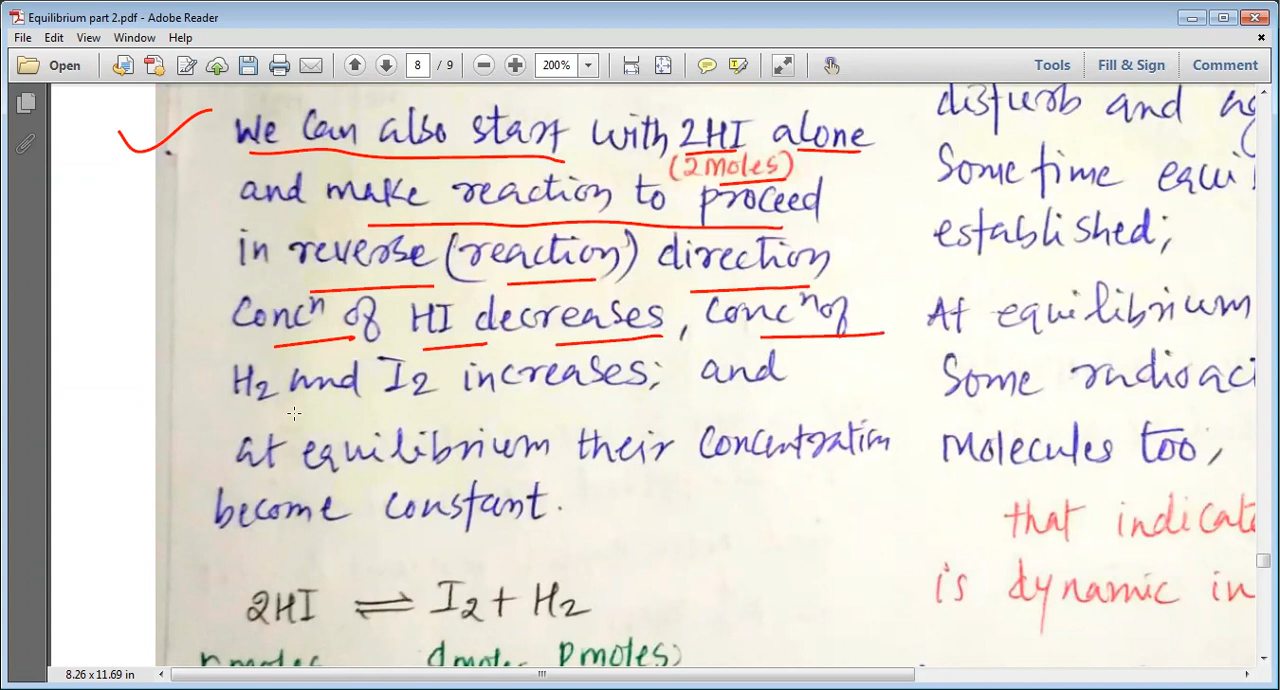 Equilibrium part 2.pdf - Adobe Reader
File Edit View Window Help
Open 8 / 9 200% Tools Fill & Sign Comment
We Can also start with 2HI alone
(2moles)
and make reaction to proceed
in reverse (reaction) direction
Concn of HI decreases, Concn of
H2 and I2 increases; and
at equilibrium their Concentration
become constant.
2HI ⇌ I2 + H2
n moles d moles p moles)
disturb and
Some time
established;
At equilibrium
Some
Molecules too,
that
is dynamic in
8.26 x 11.69 in